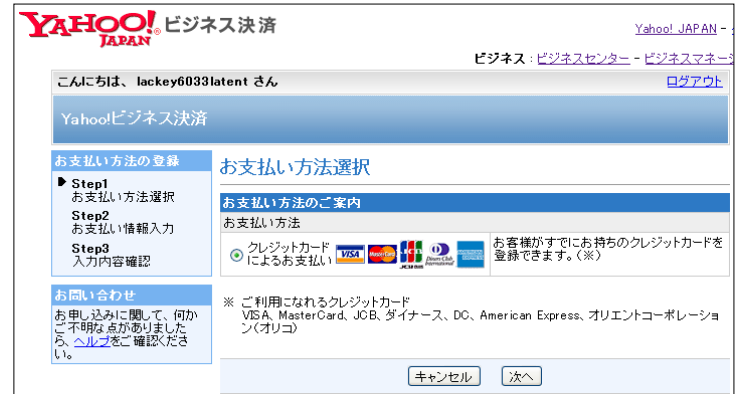 YAHOO! JAPAN ビジネス決済
Yahoo! JAPAN -
ビジネス : ビジネスセンター - ビジネスマネー
こんにちは、 lackey6033latent さん
ログアウト
Yahoo!ビジネス決済
お支払い方法の登録
Step1
お支払い方法選択
Step2
お支払い情報入力
Step3
入力内容確認
お問い合わせ
お申し込みに関して、何か
ご不明な点がありました
ら、ヘルプをご確認くださ
い。
お支払い方法選択
お支払い方法のご案内
お支払い方法
クレジットカード
によるお支払い
VISA
MasterCard
JCB
Diners Club
International
お客様がすでにお持ちのクレジットカードを
登録できます。(※)
※ ご利用になれるクレジットカード
VISA、MasterCard、JCB、ダイナース、DC、American Express、オリエントコーポレーショ
ン(オリコ)
キャンセル
次へ